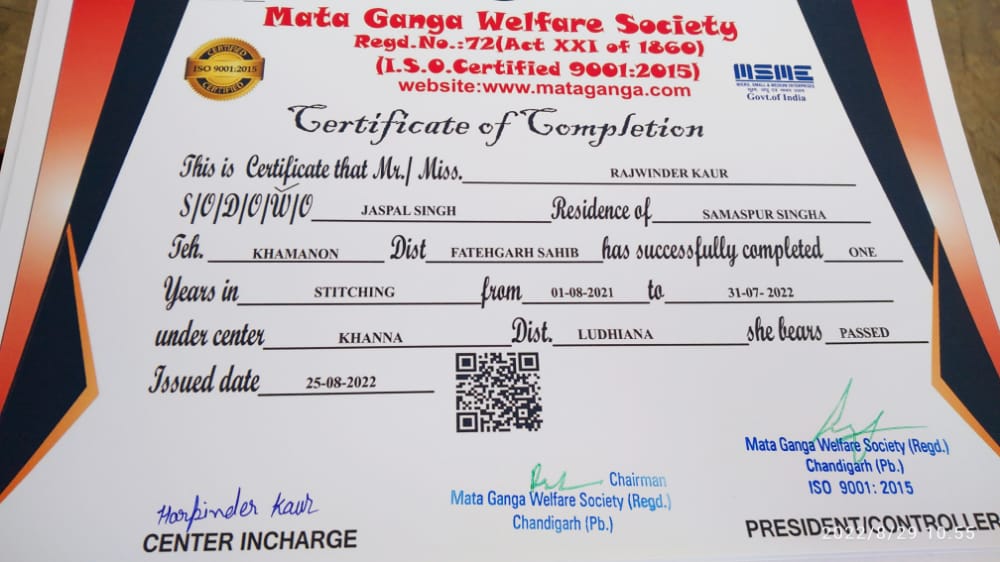 Mata Ganga Welfare Society
Regd.No.:72(Act XXI of 1860)
(I.S.O.Certified 9001:2015)
website:www.mataganga.com
CERTIFIED
ISO 9001:2015
CERTIFIED
MSME
MICRO, SMALL & MEDIUM ENTERPRISES
Govt.of India
Certificate of Completion
This is Certificate that Mr./ Miss. RAJWINDER KAUR
S/O/D/O/W/O JASPAL SINGH Residence of SAMASPUR SINGHA
Teh. KHAMANON Dist FATEHGARH SAHIB has successfully completed ONE
Years in STITCHING from 01-08-2021 to 31-07- 2022
under center KHANNA Dist. LUDHIANA she bears PASSED
Issued date 25-08-2022
Harpinder Kaur
CENTER INCHARGE
Chairman
Mata Ganga Welfare Society (Regd.)
Chandigarh (Pb.)
Mata Ganga Welfare Society (Regd.)
Chandigarh (Pb.)
ISO 9001: 2015
PRESIDENT/CONTROLLER
2022/8/29 10:55